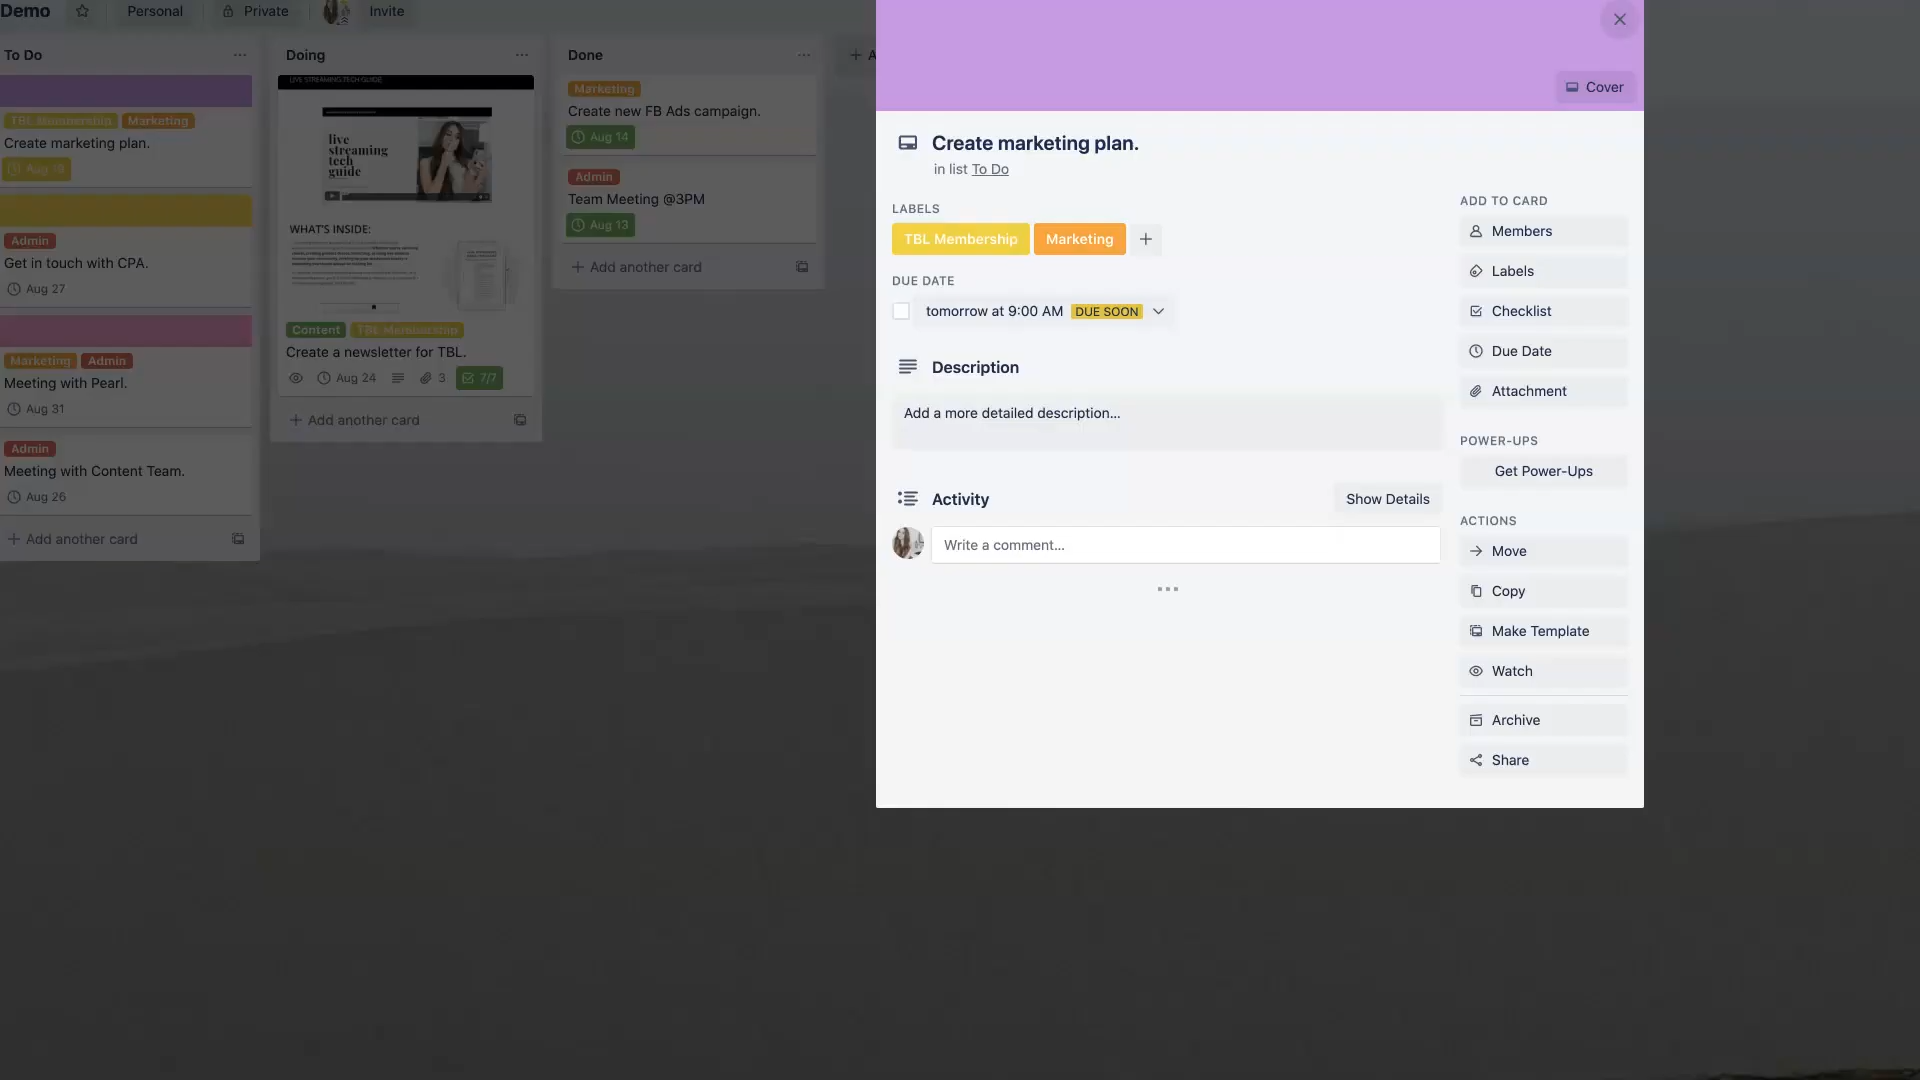 Demo
Personal
Private
Invite
To Do
TBL Membership Marketing
Create marketing plan.
Admin
Get in touch with CPA.
Aug 27
Marketing Admin
Meeting with Pearl.
Aug 31
Admin
Meeting with Content Team.
Aug 26
Add another card
Doing
LIVE STREAMING TECH GUIDE
live
streaming
tech
guide
WHAT'S INSIDE:
Content TBL Membership
Create a newsletter for TBL.
Aug 24 3 7/7
Add another card
Done
Marketing
Create new FB Ads campaign.
Aug 14
Admin
Team Meeting @3PM
Aug 13
Add another card
A
Cover
Create marketing plan.
in list To Do
LABELS
TBL Membership Marketing
DUE DATE
tomorrow at 9:00 AM DUE SOON
Description
Add a more detailed description...
Activity
Show Details
Write a comment...
ADD TO CARD
Members
Labels
Checklist
Due Date
Attachment
POWER-UPS
Get Power-Ups
ACTIONS
Move
Copy
Make Template
Watch
Archive
Share